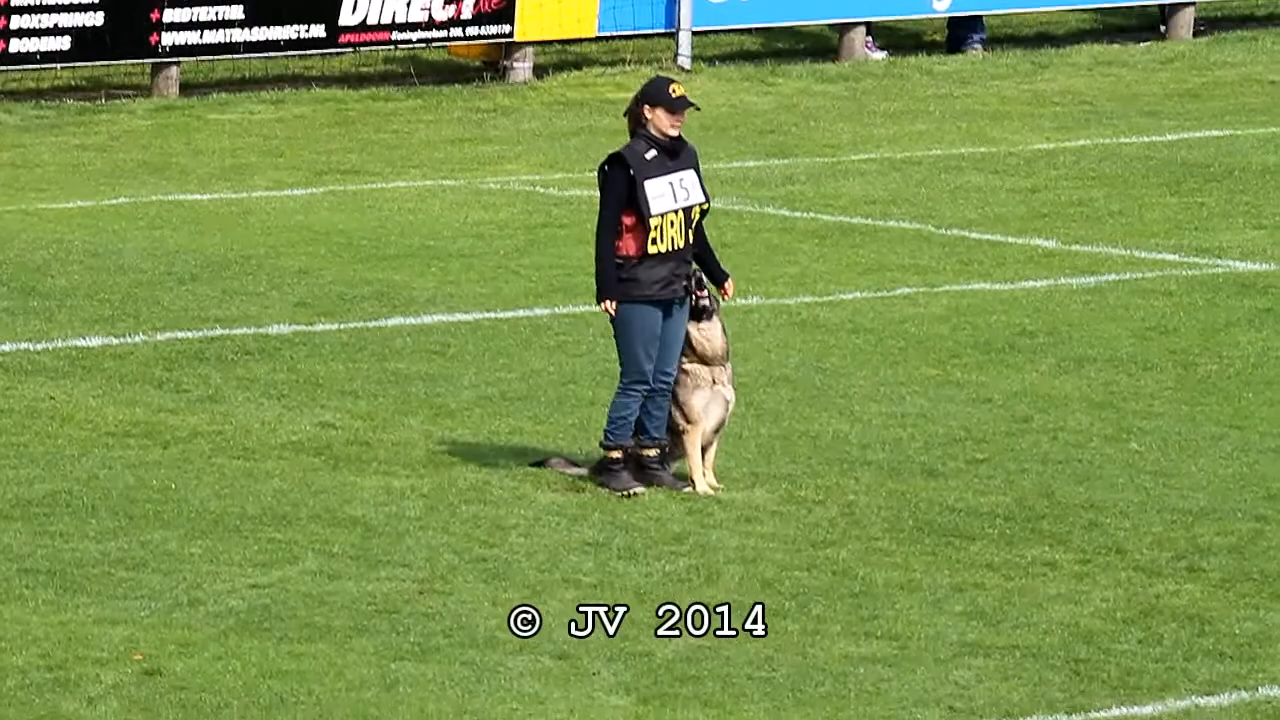 + BOXSPRINGS
+ BODEMS
+ BEDTEXTIEL
+ WWW.MATRASDIRECT.NL
DIRECT
APELDOORN
15
EURO
© JV 2014